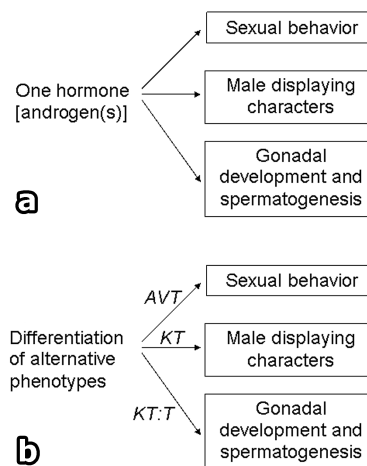 Sexual behavior
One hormone
[androgen(s)]
Male displaying
characters
Gonadal
development and
spermatogenesis
a
Sexual behavior
AVT
Differentiation
of alternative
phenotypes
KT
Male displaying
characters
KT:T
Gonadal
development and
spermatogenesis
b